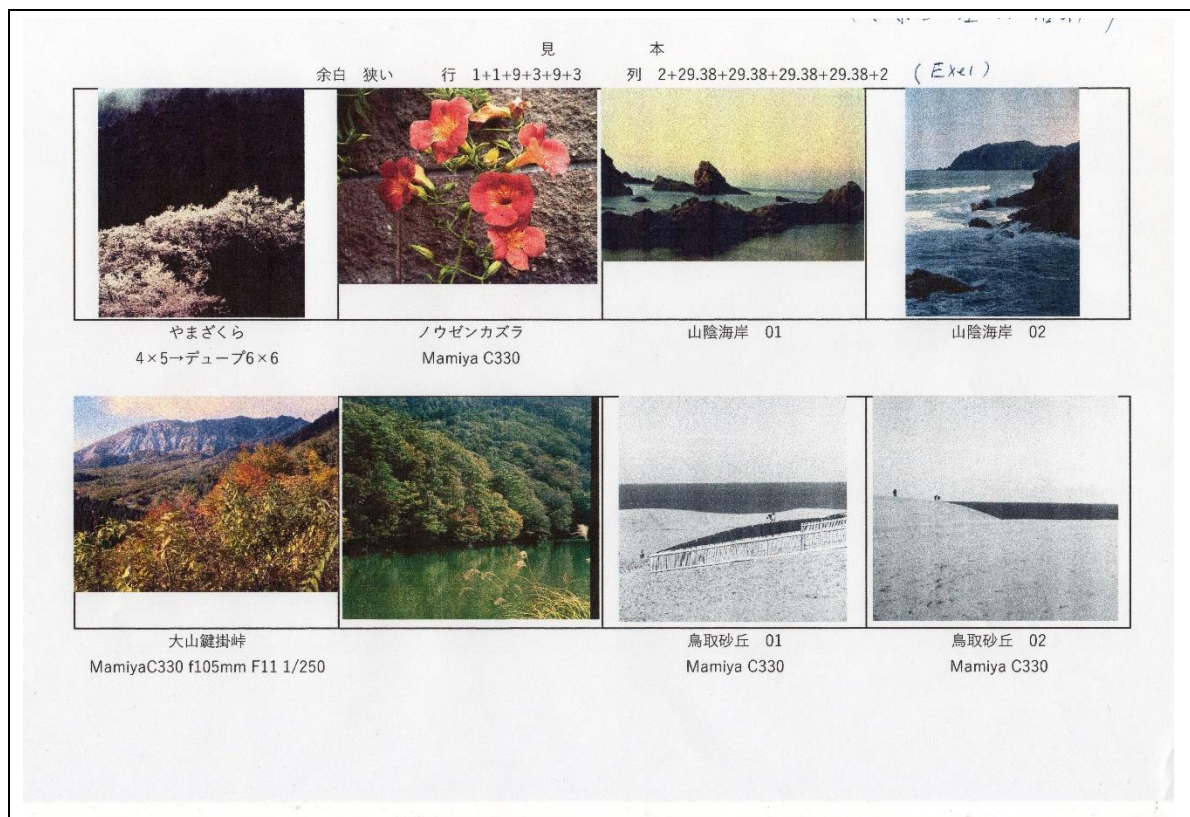 見 本
余白 狭い 行 1+1+9+3+9+3 列 2+29.38+29.38+29.38+29.38+2 (Exel)
やまざくら ノウゼンカズラ 山陰海岸 01 山陰海岸 02
4×5→デュープ6×6 Mamiya C330
大山鍵掛峠 鳥取砂丘 01 鳥取砂丘 02
MamiyaC330 f105mm F11 1/250 Mamiya C330 Mamiya C330